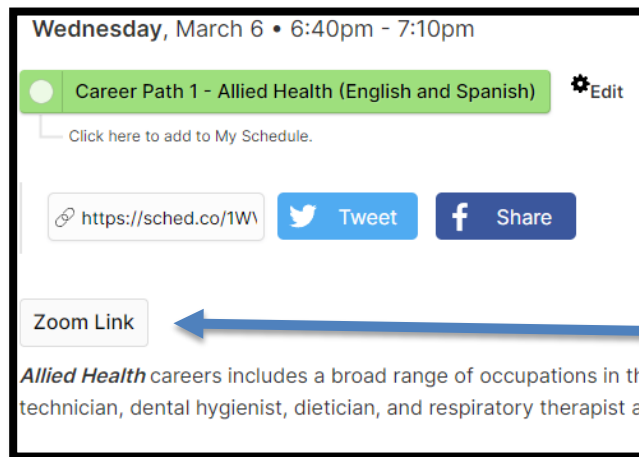 Wednesday, March 6 • 6:40pm - 7:10pm
Career Path 1 - Allied Health (English and Spanish) Edit
Click here to add to My Schedule.
https://sched.co/1W Tweet Share
Zoom Link
Allied Health careers includes a broad range of occupations in
technician, dental hygienist, dietician, and respiratory therapist